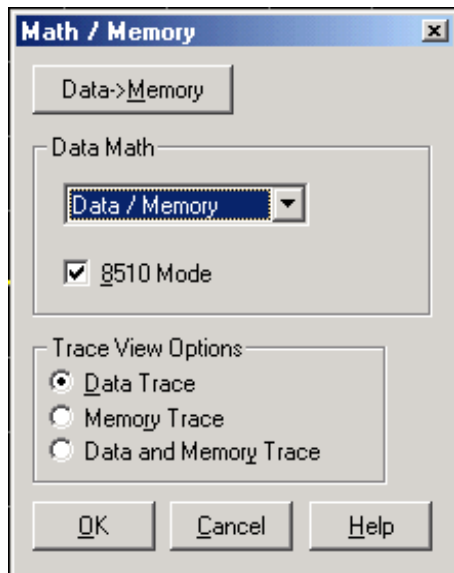 Math / Memory
Data->Memory
Data Math
Data / Memory
8510 Mode
Trace View Options
Data Trace
Memory Trace
Data and Memory Trace
OK Cancel Help